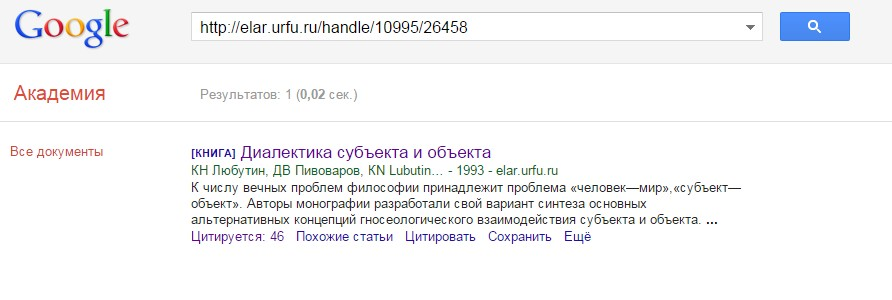 Google
http://elar.urfu.ru/handle/10995/26458
Академия
Результатов: 1 (0,02 сек.)
Все документы
[КНИГА] Диалектика субъекта и объекта
КН Любутин, ДВ Пивоваров, KN Lubutin… - 1993 - elar.urfu.ru
К числу вечных проблем философии принадлежит проблема «человек—мир»,«субъект—
объект». Авторы монографии разработали свой вариант синтеза основных
альтернативных концепций гносеологического взаимодействия субъекта и объекта. ...
Цитируется: 46 Похожие статьи Цитировать Сохранить Ещё